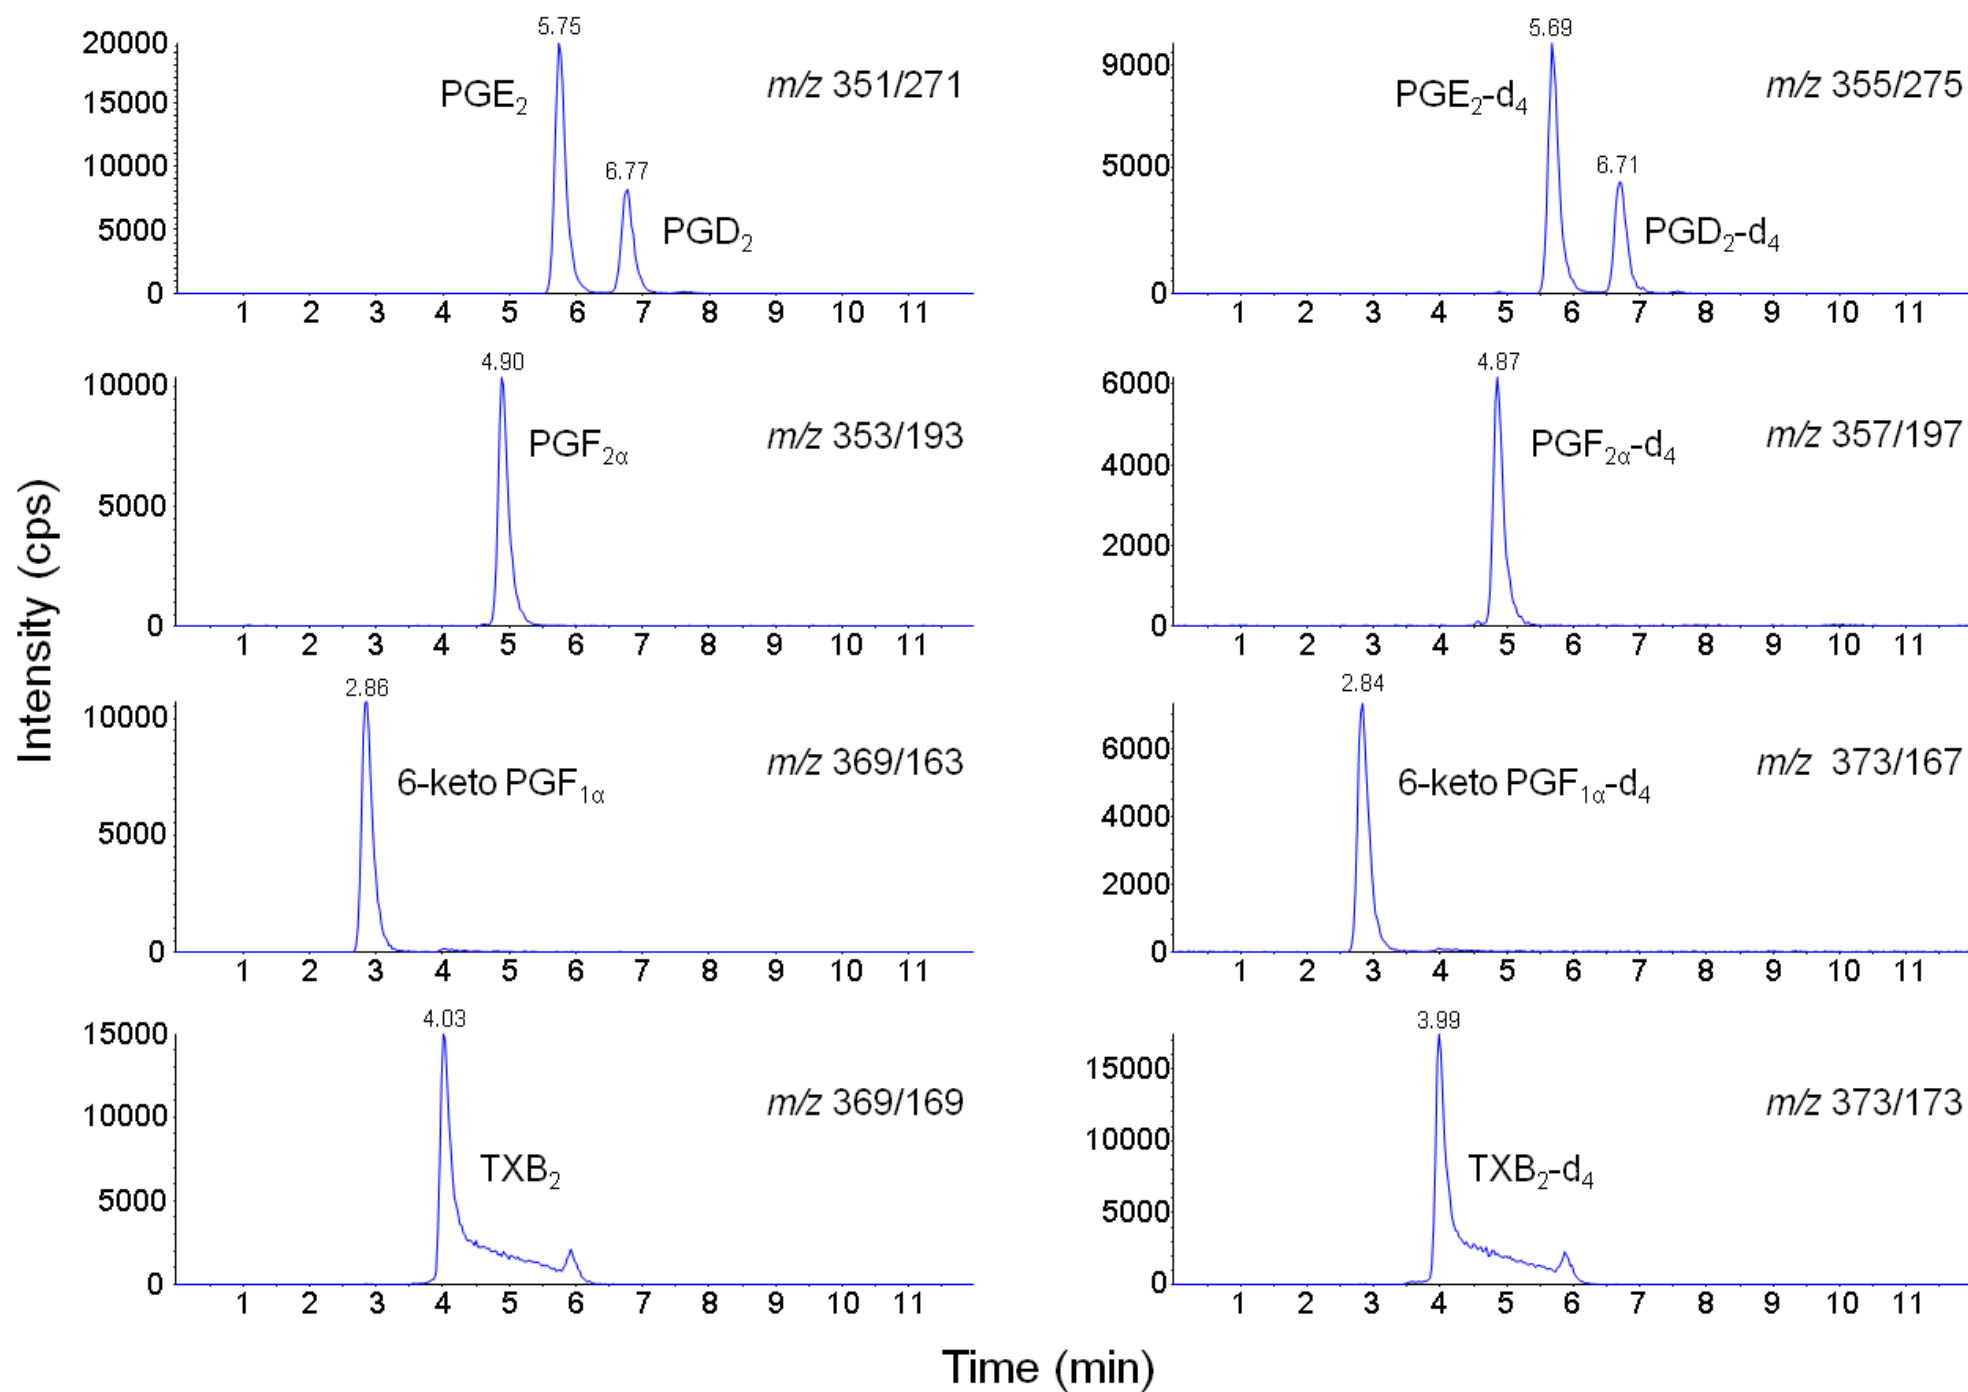 Intensity (cps)
5.75
20000
15000
10000
5000
0
PGE₂
6.77
PGD₂
m/z 351/271
1 2 3 4 5 6 7 8 9 10 11
5.69
9000
5000
0
PGE₂-d₄
6.71
PGD₂-d₄
m/z 355/275
1 2 3 4 5 6 7 8 9 10 11
4.90
10000
5000
0
PGF₂α
m/z 353/193
1 2 3 4 5 6 7 8 9 10 11
4.87
6000
4000
2000
0
PGF₂α-d₄
m/z 357/197
1 2 3 4 5 6 7 8 9 10 11
2.86
10000
5000
0
6-keto PGF₁α
m/z 369/163
1 2 3 4 5 6 7 8 9 10 11
2.84
6000
4000
2000
0
6-keto PGF₁α-d₄
m/z 373/167
1 2 3 4 5 6 7 8 9 10 11
4.03
15000
10000
5000
0
TXB₂
m/z 369/169
1 2 3 4 5 6 7 8 9 10 11
3.99
15000
10000
5000
0
TXB₂-d₄
m/z 373/173
1 2 3 4 5 6 7 8 9 10 11
Time (min)